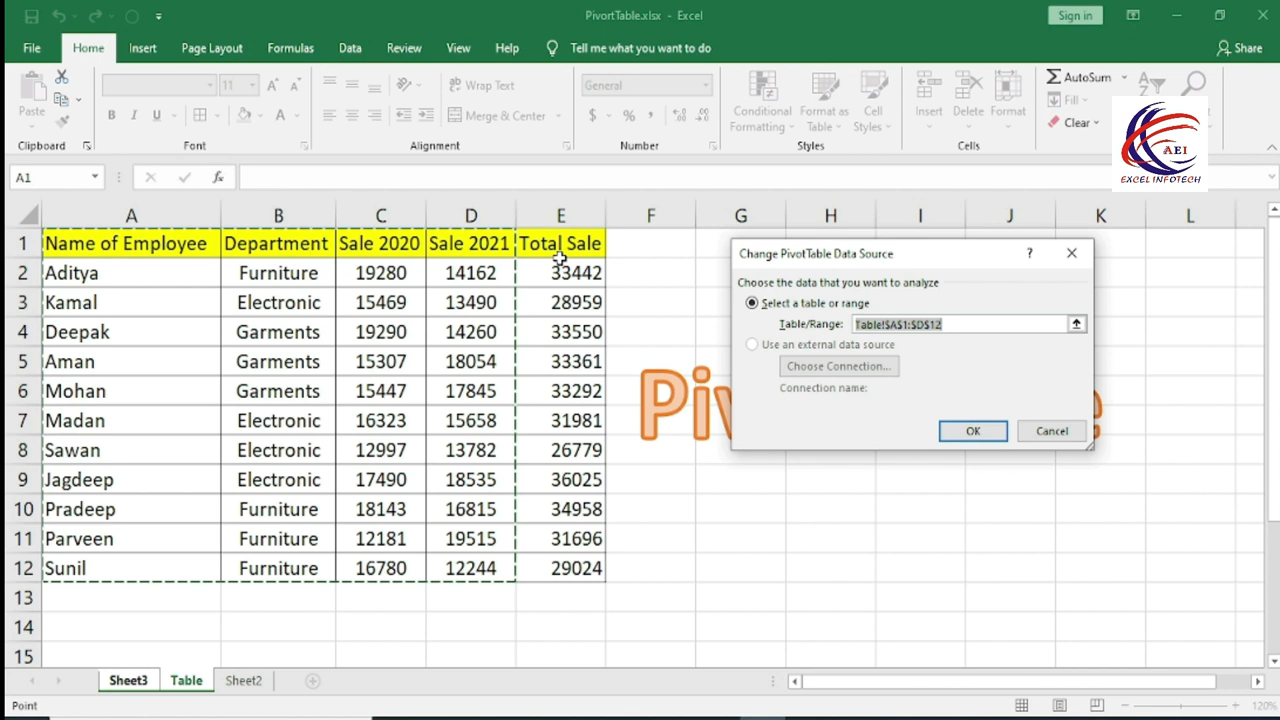 PivortTable.xlsx - Excel
Sign in
File Home Insert Page Layout Formulas Data Review View Help Tell me what you want to do Share
Paste
11
B I U
A
Wrap Text
Merge & Center
General
$ % ,
Conditional Formatting
Format as Table
Cell Styles
Insert
Delete
Format
AutoSum
Fill
Clear
Clipboard Font Alignment Number Styles Cells
AEI
EXCEL INFOTECH
A1 fx
A B C D E F G H I J K L
1 Name of Employee Department Sale 2020 Sale 2021 Total Sale
2 Aditya Furniture 19280 14162 33442
3 Kamal Electronic 15469 13490 28959
4 Deepak Garments 19290 14260 33550
5 Aman Garments 15307 18054 33361
6 Mohan Garments 15447 17845 33292
7 Madan Electronic 16323 15658 31981
8 Sawan Electronic 12997 13782 26779
9 Jagdeep Electronic 17490 18535 36025
10 Pradeep Furniture 18143 16815 34958
11 Parveen Furniture 12181 19515 31696
12 Sunil Furniture 16780 12244 29024
13
14
15
Change PivotTable Data Source ?
Choose the data that you want to analyze
Select a table or range
Table/Range: Table!$A$1:$D$12
Use an external data source
Choose Connection...
Connection name:
OK Cancel
Sheet3 Table Sheet2
Point
120%